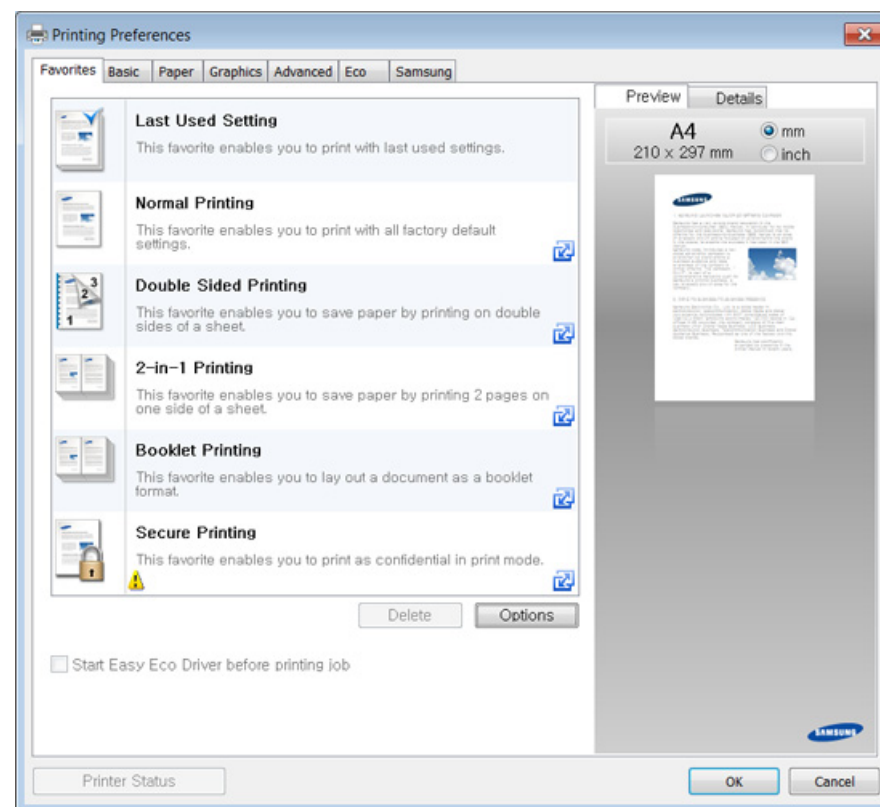 Printing Preferences
Favorites Basic Paper Graphics Advanced Eco Samsung
Last Used Setting
This favorite enables you to print with last used settings.
Normal Printing
This favorite enables you to print with all factory default
settings.
Double Sided Printing
This favorite enables you to save paper by printing on double
sides of a sheet.
2-in-1 Printing
This favorite enables you to save paper by printing 2 pages on
one side of a sheet.
Booklet Printing
This favorite enables you to lay out a document as a booklet
format.
Secure Printing
This favorite enables you to print as confidential in print mode.
Delete Options
Start Easy Eco Driver before printing job
Preview Details
A4
210 x 297 mm
mm
inch
SAMSUNG
1
2
3
SAMSUNG
Printer Status
OK Cancel